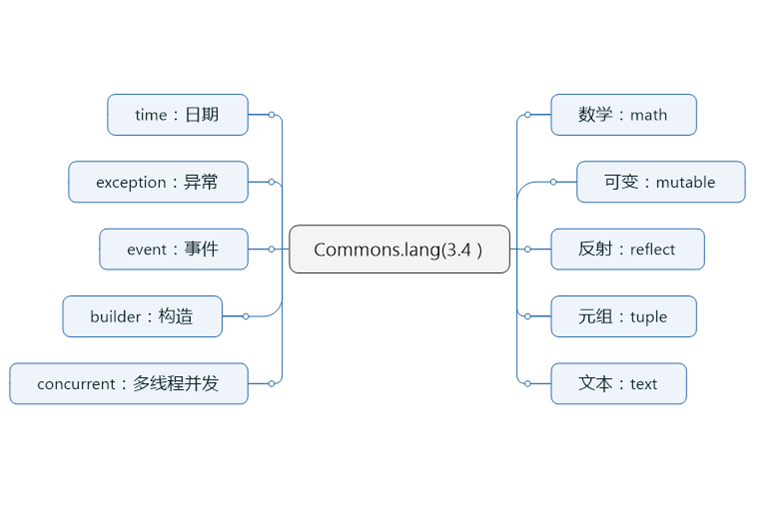 time：日期
exception：异常
event：事件
builder：构造
concurrent：多线程并发
Commons.lang(3.4 )
数学：math
可变：mutable
反射：reflect
元组：tuple
文本：text